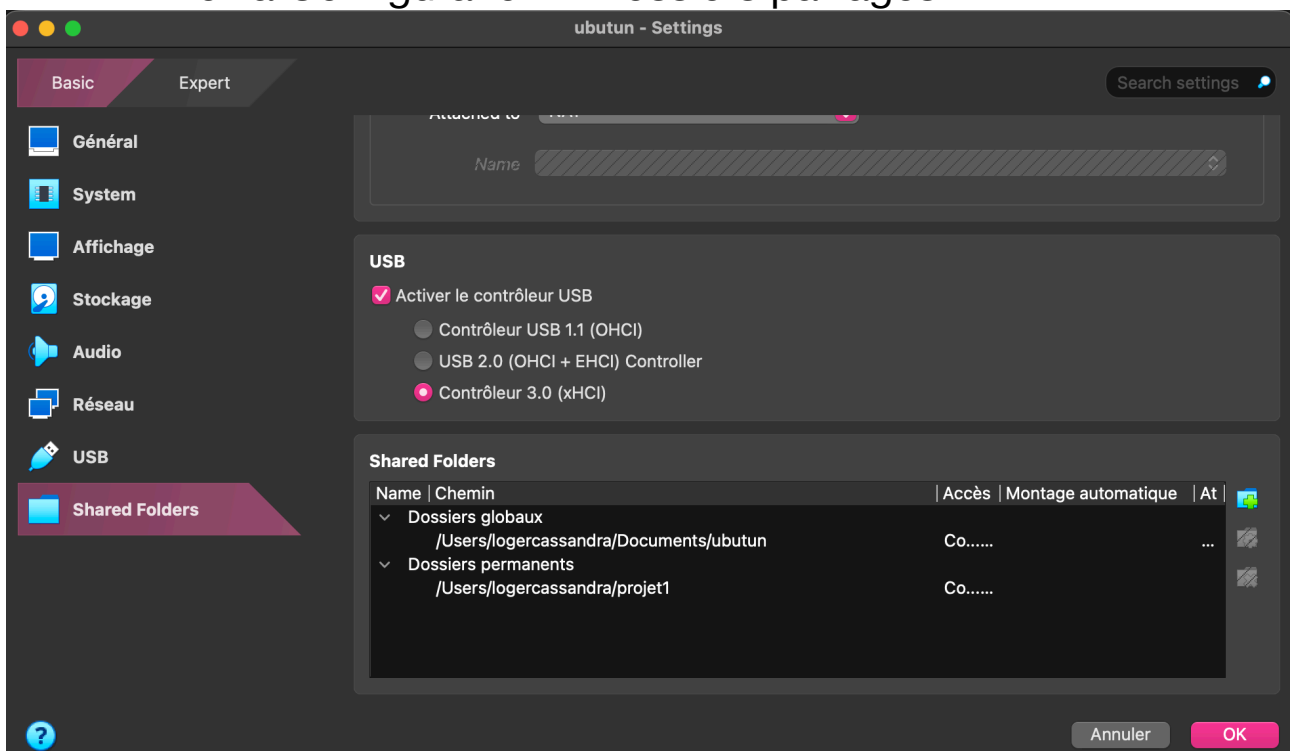 ubutun - Settings
Basic Expert Search settings
Attached to
Général
Name
System
Affichage
USB
Stockage
Activer le contrôleur USB
Contrôleur USB 1.1 (OHCI)
Audio
USB 2.0 (OHCI + EHCI) Controller
Réseau
Contrôleur 3.0 (xHCI)
USB
Shared Folders
Shared Folders
Name Chemin Accès Montage automatique At
Dossiers globaux
/Users/logercassandra/Documents/ubutun Co...... ...
Dossiers permanents
/Users/logercassandra/projet1 Co......
? Annuler OK